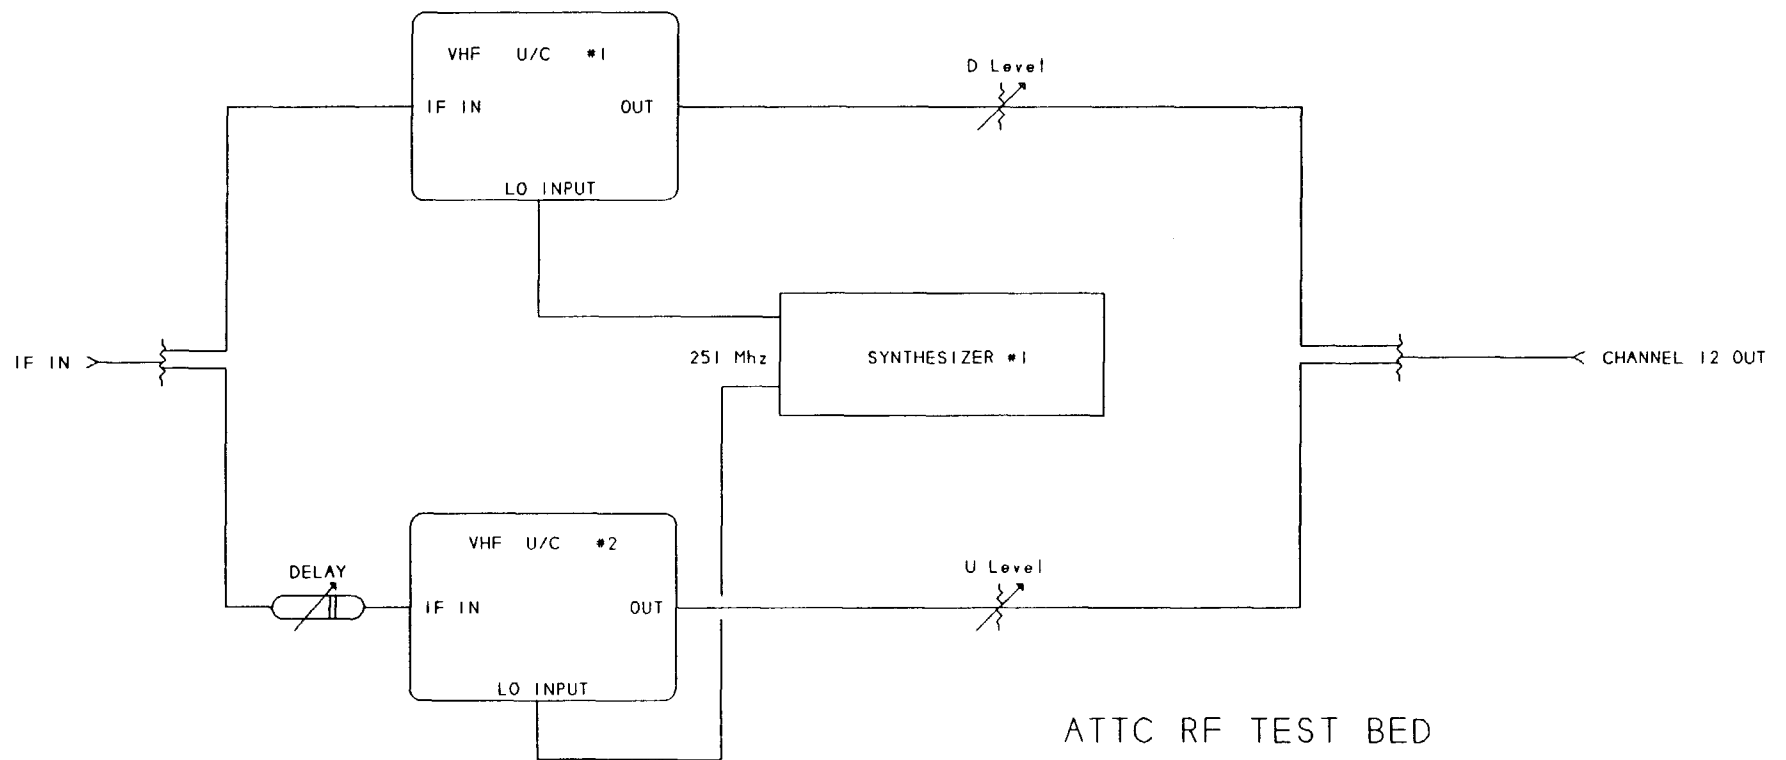 VHF U/C #1
D Level
IF IN
OUT
LO INPUT
IF IN
251 Mhz
SYNTHESIZER #1
CHANNEL 12 OUT
VHF U/C #2
DELAY
U Level
IF IN
OUT
LO INPUT
ATTC RF TEST BED